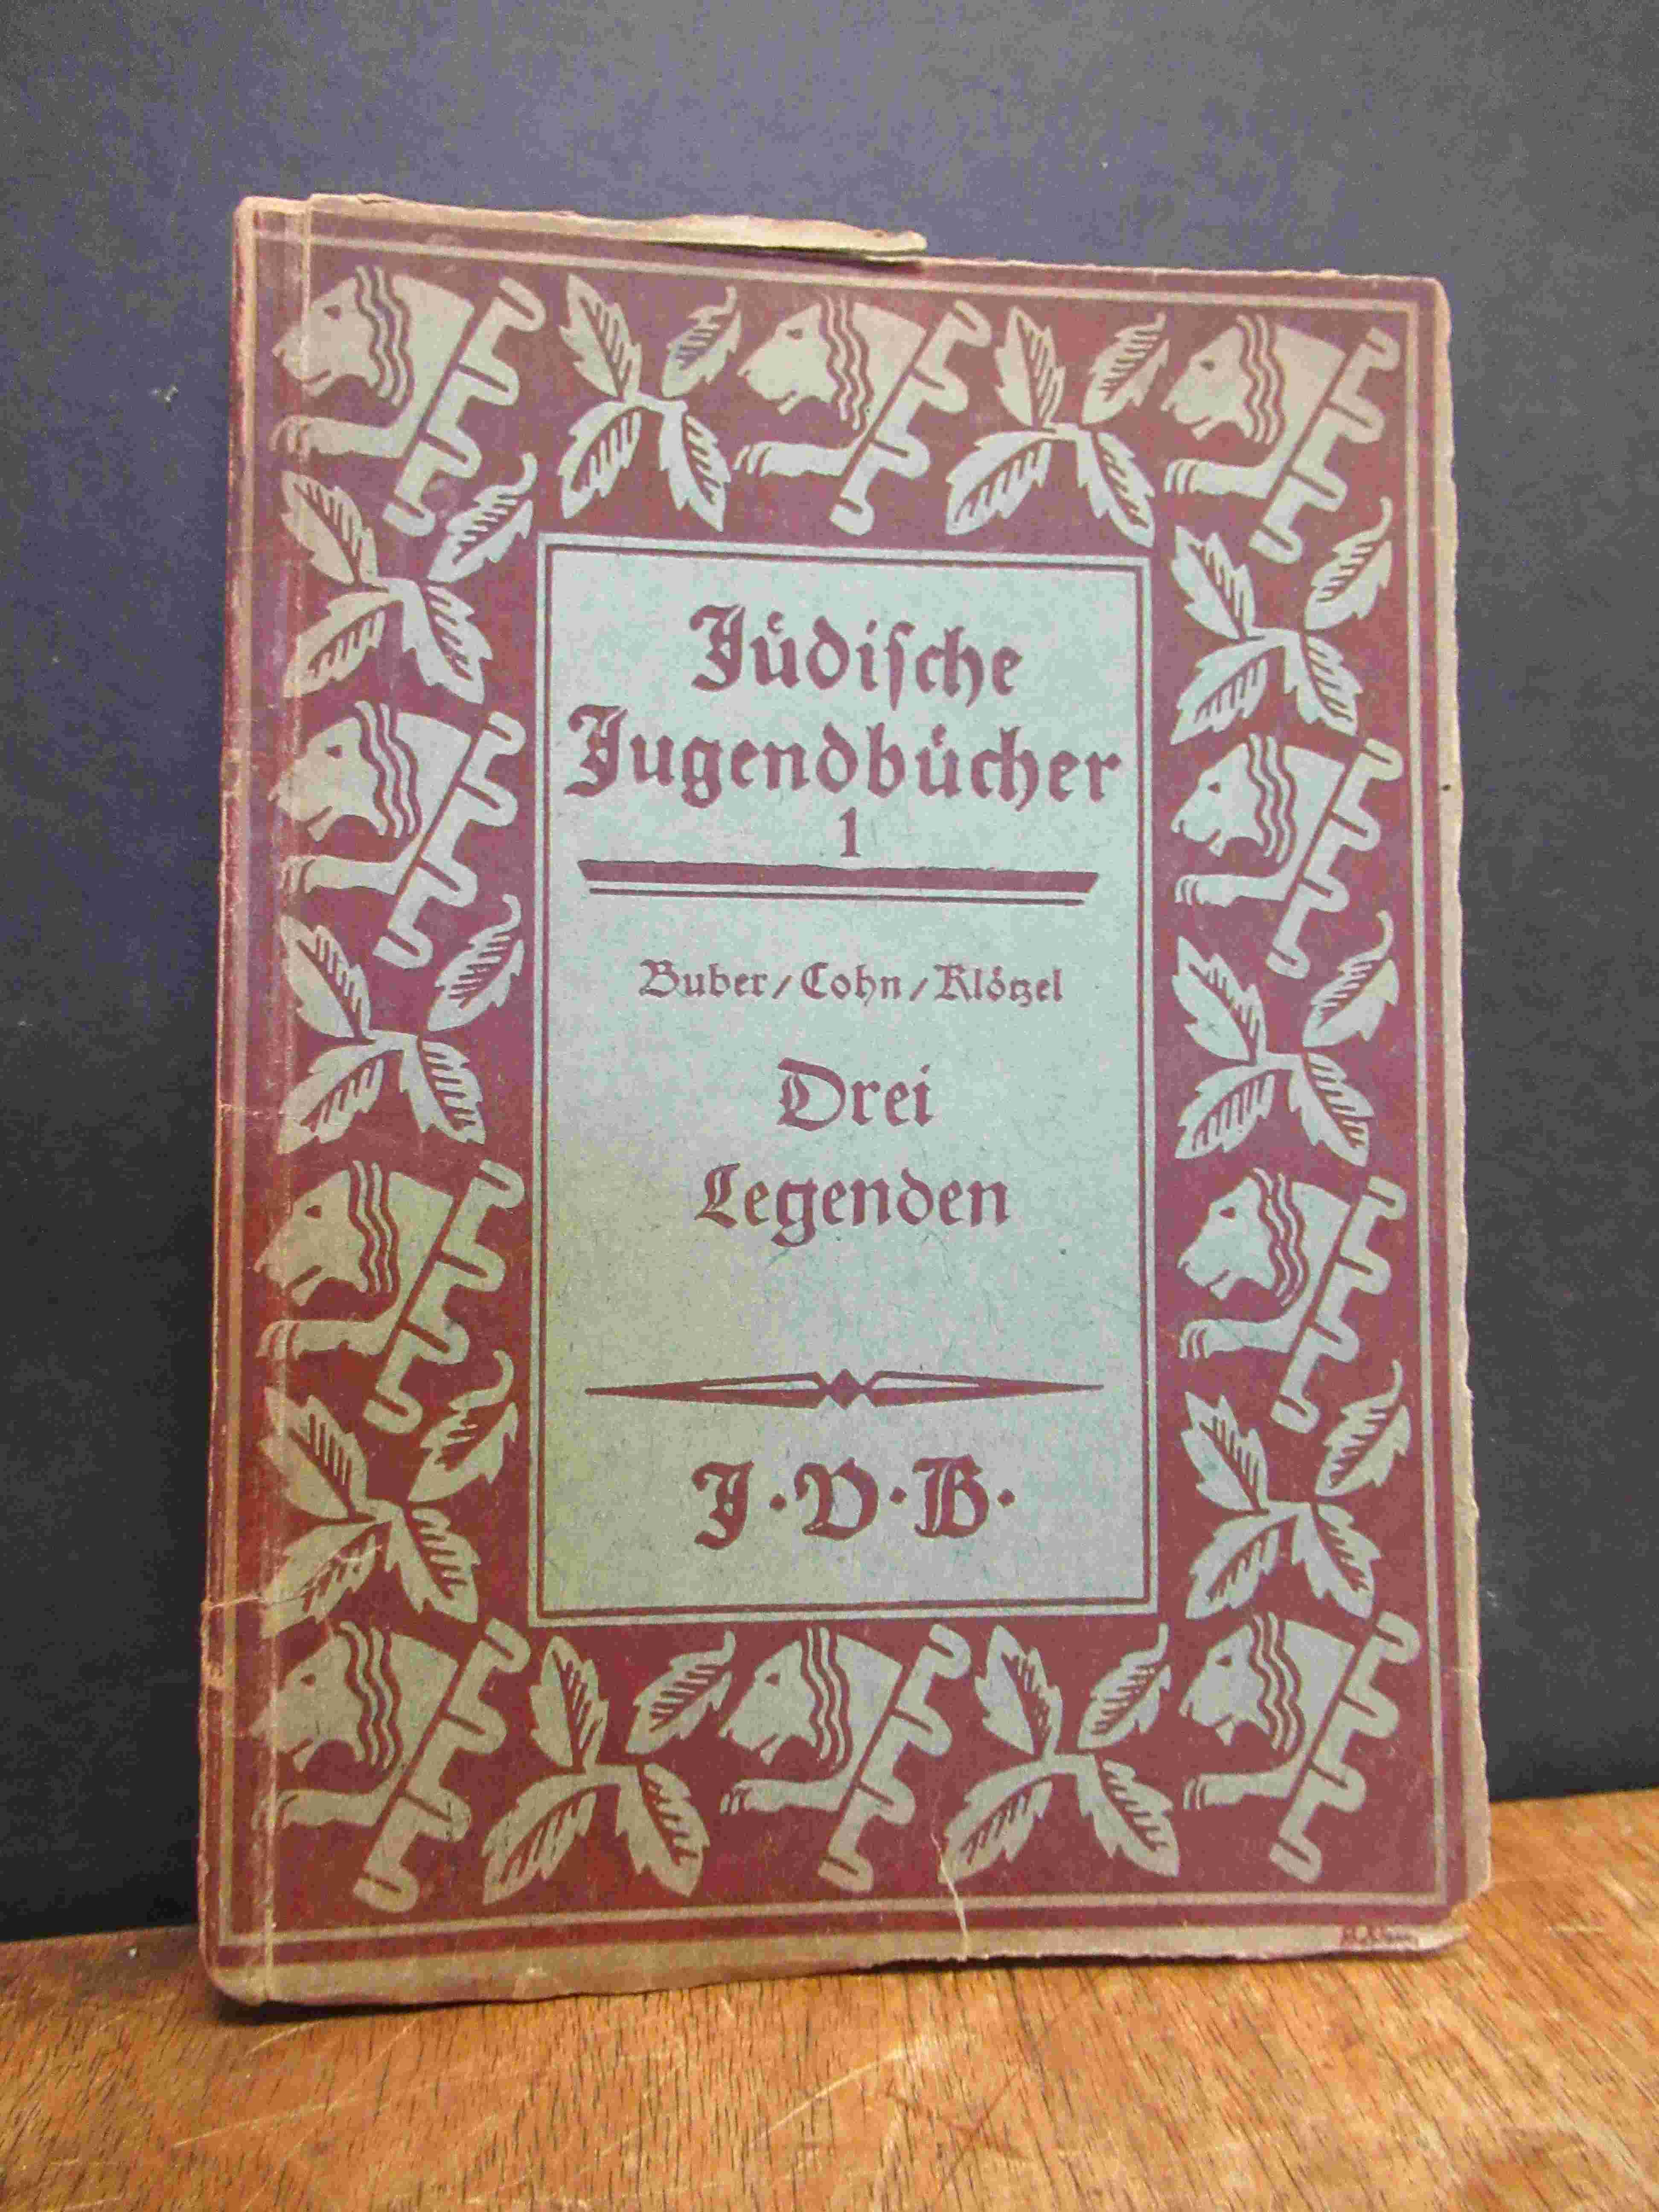 Jüdische
Jugendbücher
1
Buber / Cohn / Klötzel
Drei
Legenden
J·V·B·